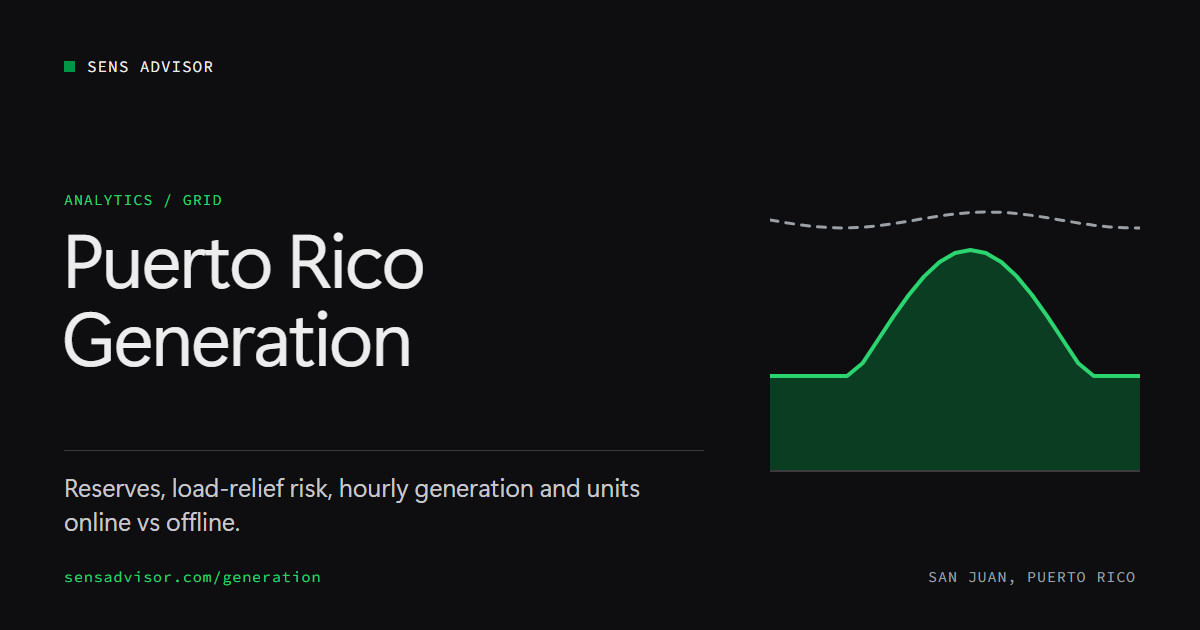 SENS ADVISOR
ANALYTICS / GRID
Puerto Rico
Generation
Reserves, load-relief risk, hourly generation and units
online vs offline.
sensadvisor.com/generation
SAN JUAN, PUERTO RICO